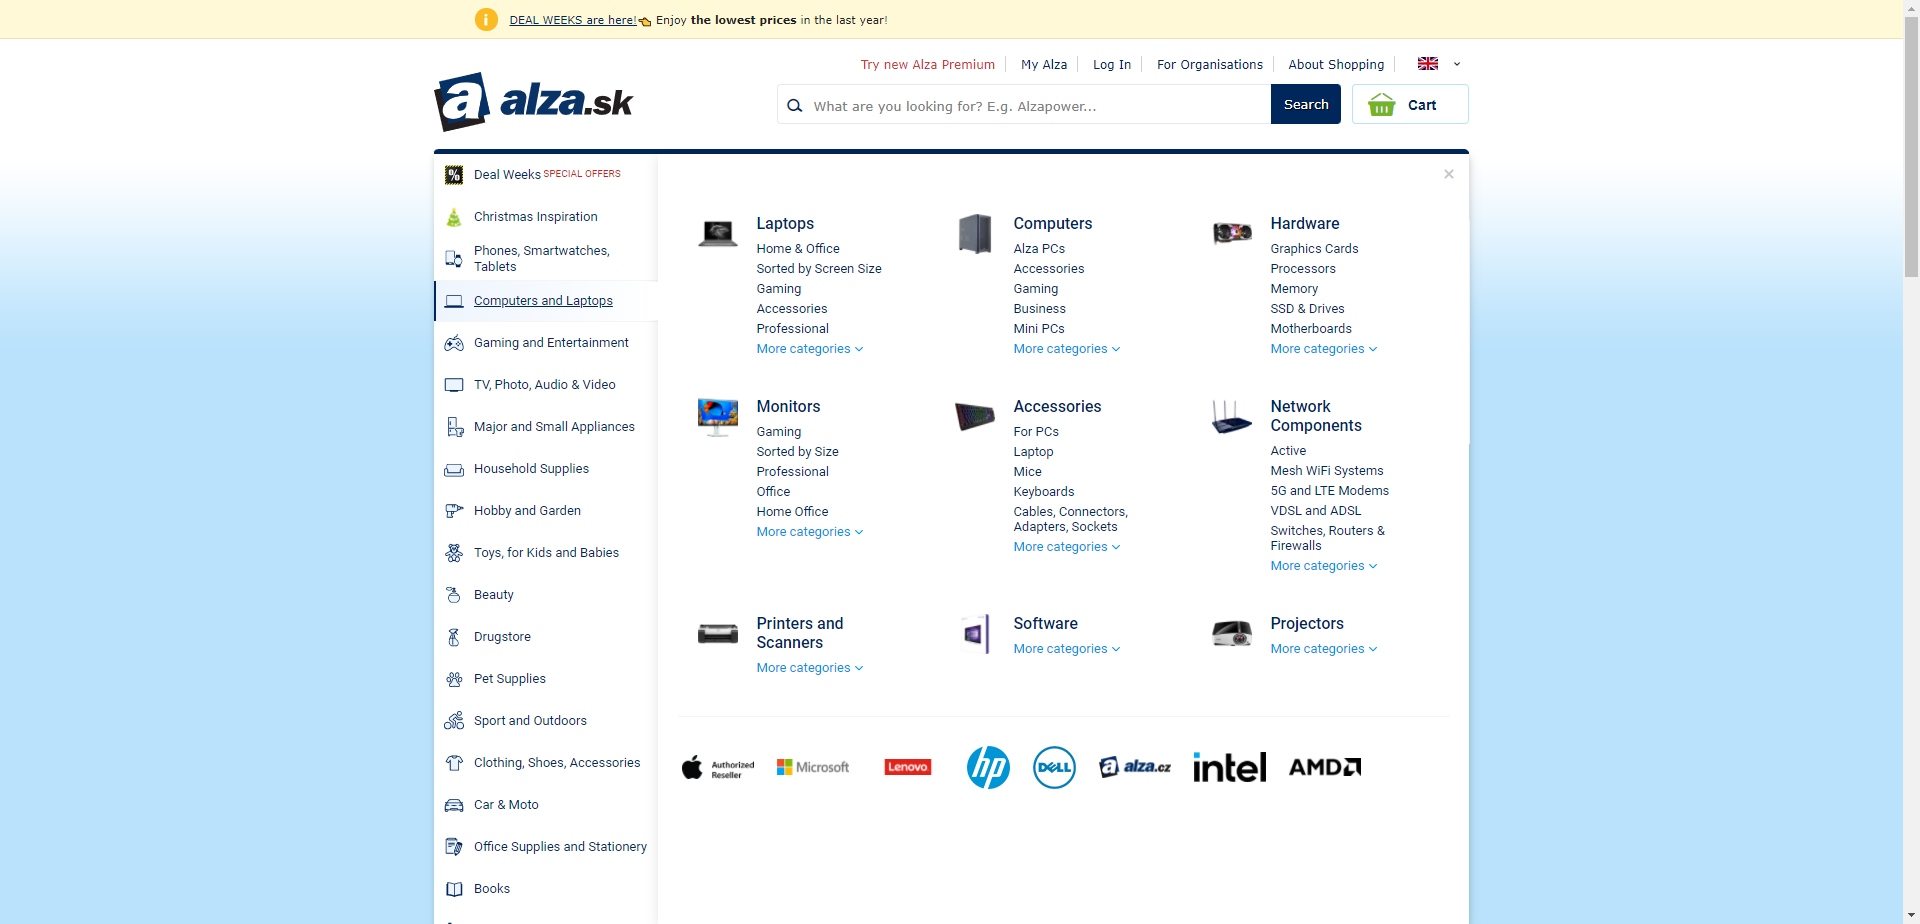 DEAL WEEKS are here! Enjoy the lowest prices in the last year!
Try new Alza Premium
My Alza
Log In
For Organisations
About Shopping
alza.sk
What are you looking for? E.g. Alzapower...
Search
Cart
Deal Weeks SPECIAL OFFERS
Christmas Inspiration
Phones, Smartwatches,
Tablets
Computers and Laptops
Gaming and Entertainment
TV, Photo, Audio & Video
Major and Small Appliances
Household Supplies
Hobby and Garden
Toys, for Kids and Babies
Beauty
Drugstore
Pet Supplies
Sport and Outdoors
Clothing, Shoes, Accessories
Car & Moto
Office Supplies and Stationery
Books
Laptops
Home & Office
Sorted by Screen Size
Gaming
Accessories
Professional
More categories
Computers
Alza PCs
Accessories
Gaming
Business
Mini PCs
More categories
Hardware
Graphics Cards
Processors
Memory
SSD & Drives
Motherboards
More categories
Monitors
Gaming
Sorted by Size
Professional
Office
Home Office
More categories
Accessories
For PCs
Laptop
Mice
Keyboards
Cables, Connectors,
Adapters, Sockets
More categories
Network
Components
Active
Mesh WiFi Systems
5G and LTE Modems
VDSL and ADSL
Switches, Routers &
Firewalls
More categories
Printers and
Scanners
More categories
Software
More categories
Projectors
More categories
Authorized
Reseller
Microsoft
Lenovo
hp
DELL
alza.cz
intel
AMD